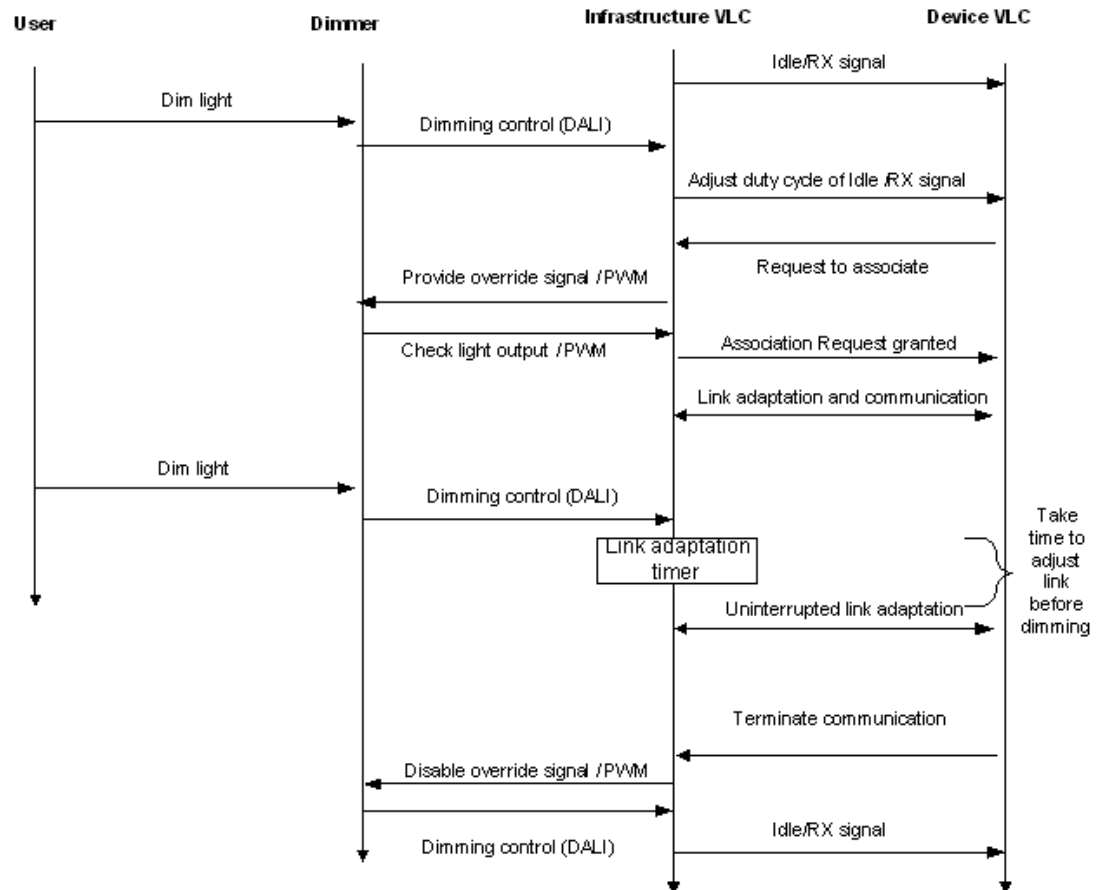 User
Dimmer
Infrastructure VLC
Device VLC
Idle/RX signal
Dim light
Dimming control (DALI)
Adjust duty cycle of Idle /RX signal
Request to associate
Provide override signal /PWM
Check light output /PWM
Association Request granted
Link adaptation and communication
Dim light
Dimming control (DALI)
Link adaptation
timer
Take
time to
adjust
link
before
dimming
Uninterrupted link adaptation
Terminate communication
Disable override signal /PWM
Dimming control (DALI)
Idle/RX signal